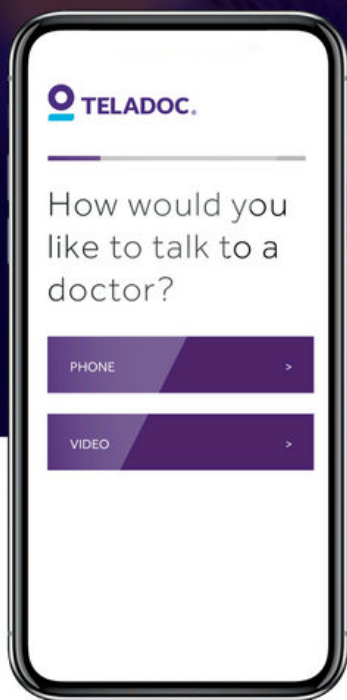 TELADOC®
How would you
like to talk to a
doctor?
PHONE >
VIDEO >